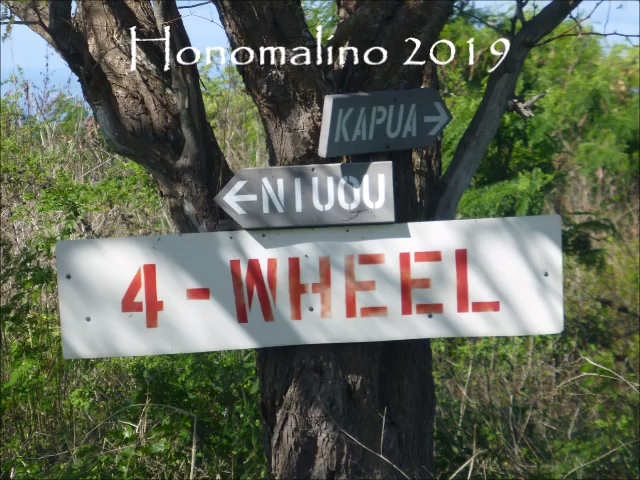 Honomalino 2019
KAPUA →
← NIUOU
4-WHEEL